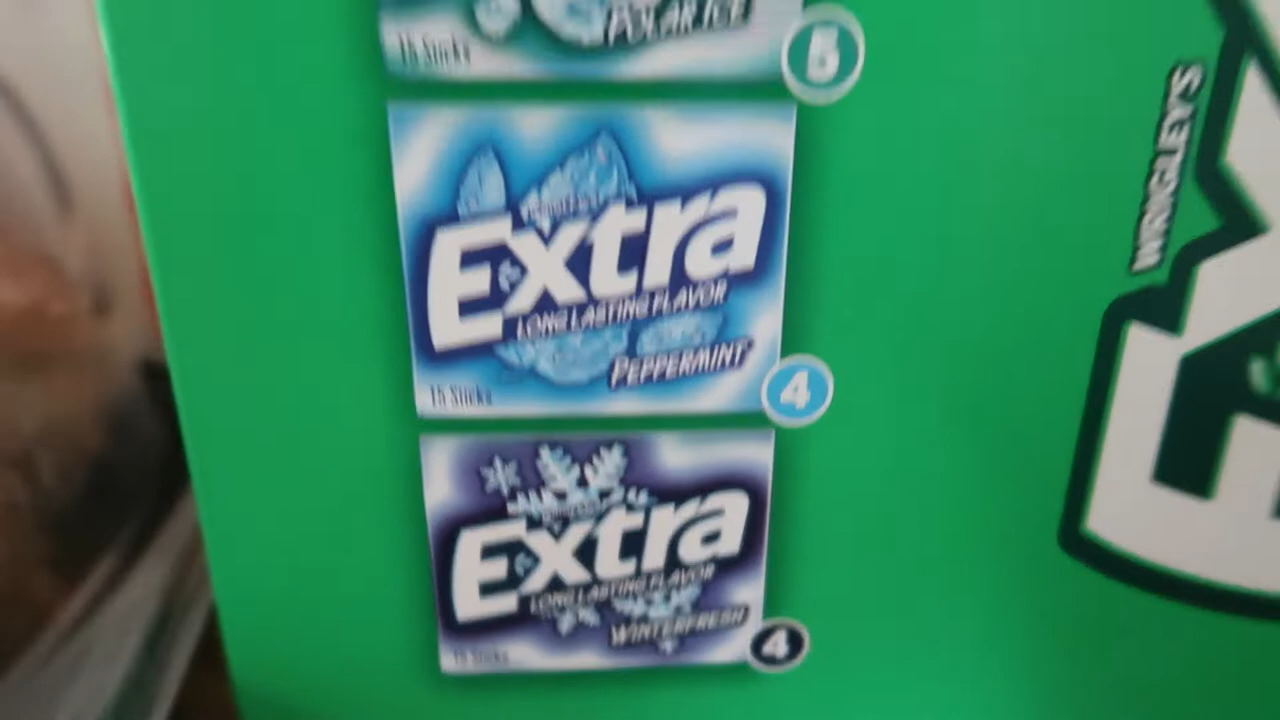 POLAR ICE
15 Sticks
5
Extra
LONG LASTING FLAVOR
PEPPERMINT
15 Sticks
4
Extra
LONG LASTING FLAVOR
WINTERFRESH
15 Sticks
4
WRIGLEY'S